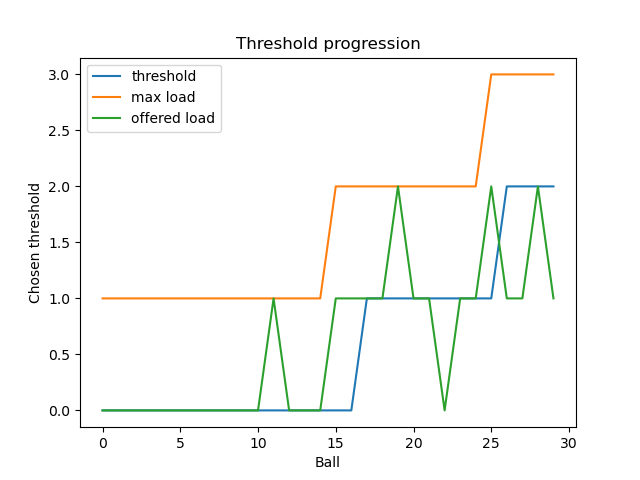 Threshold progression
threshold
max load
offered load
3.0
2.5
2.0
1.5
1.0
0.5
0.0
Chosen threshold
0 5 10 15 20 25 30
Ball